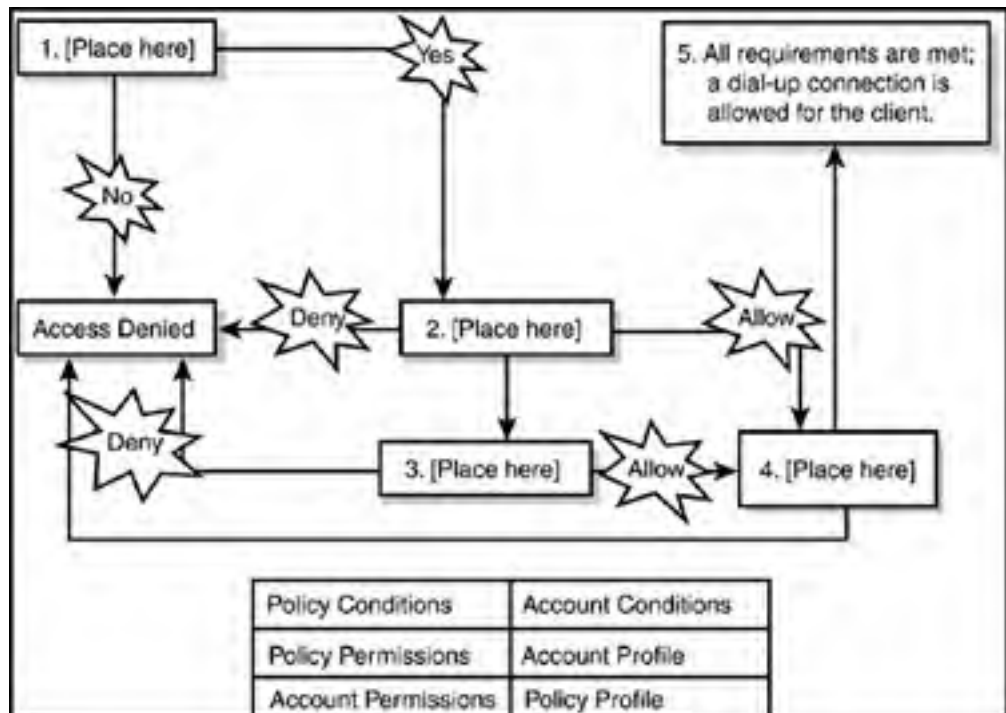 1. [Place here]
Yes
5. All requirements are met;
a dial-up connection is
allowed for the client.
No
Access Denied
Deny
2. [Place here]
Allow
Deny
3. [Place here]
Allow
4. [Place here]
Policy Conditions
Account Conditions
Policy Permissions
Account Profile
Account Permissions
Policy Profile